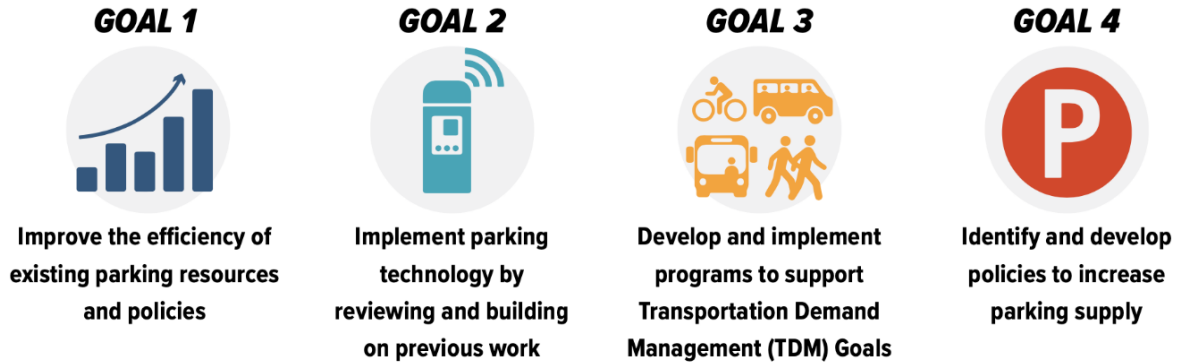 GOAL 1
Improve the efficiency of
existing parking resources
and policies
GOAL 2
Implement parking
technology by
reviewing and building
on previous work
GOAL 3
Develop and implement
programs to support
Transportation Demand
Management (TDM) Goals
GOAL 4
P
Identify and develop
policies to increase
parking supply